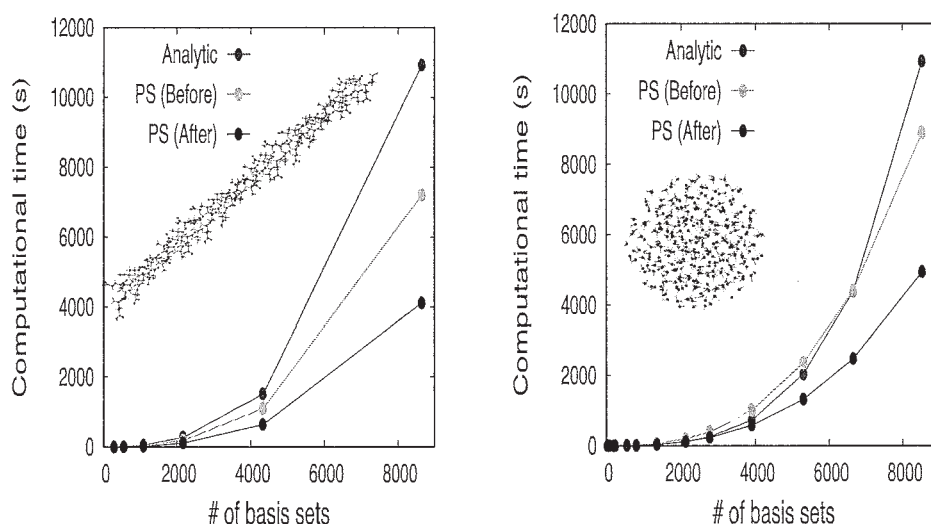 12000
10000
8000
6000
4000
2000
0
Computational time (s)
Analytic
PS (Before)
PS (After)
0 2000 4000 6000 8000
# of basis sets
12000
10000
8000
6000
4000
2000
0
Computational time (s)
Analytic
PS (Before)
PS (After)
0 2000 4000 6000 8000
# of basis sets